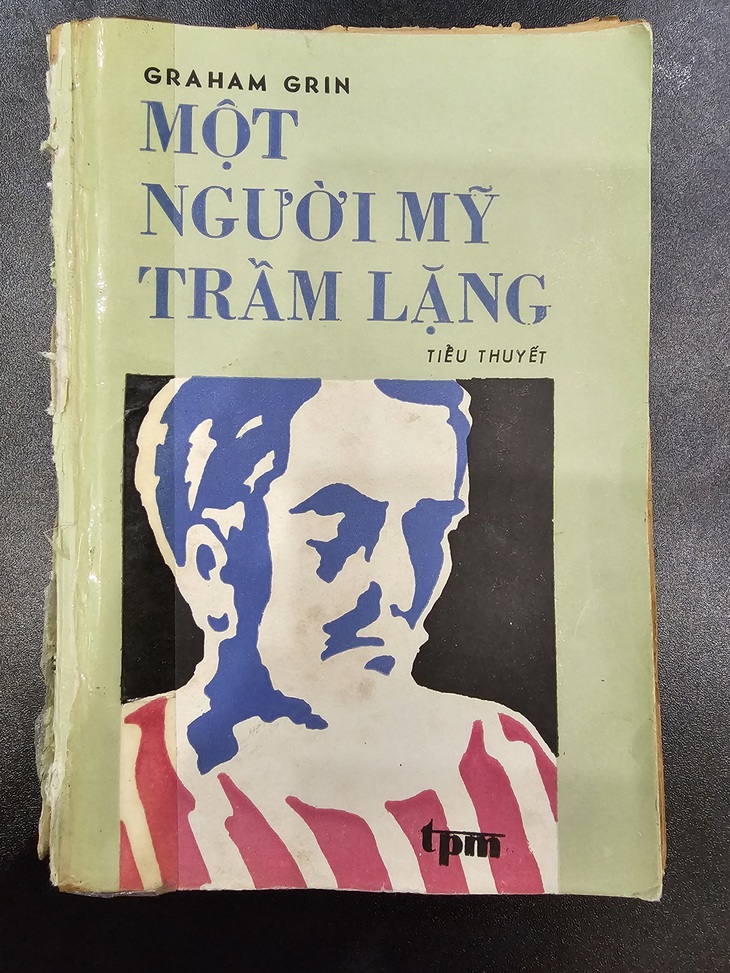 GRAHAM GRIN
MỘT
NGƯỜI MỸ
TRẦM LẶNG
TIỂU THUYẾT
tpm